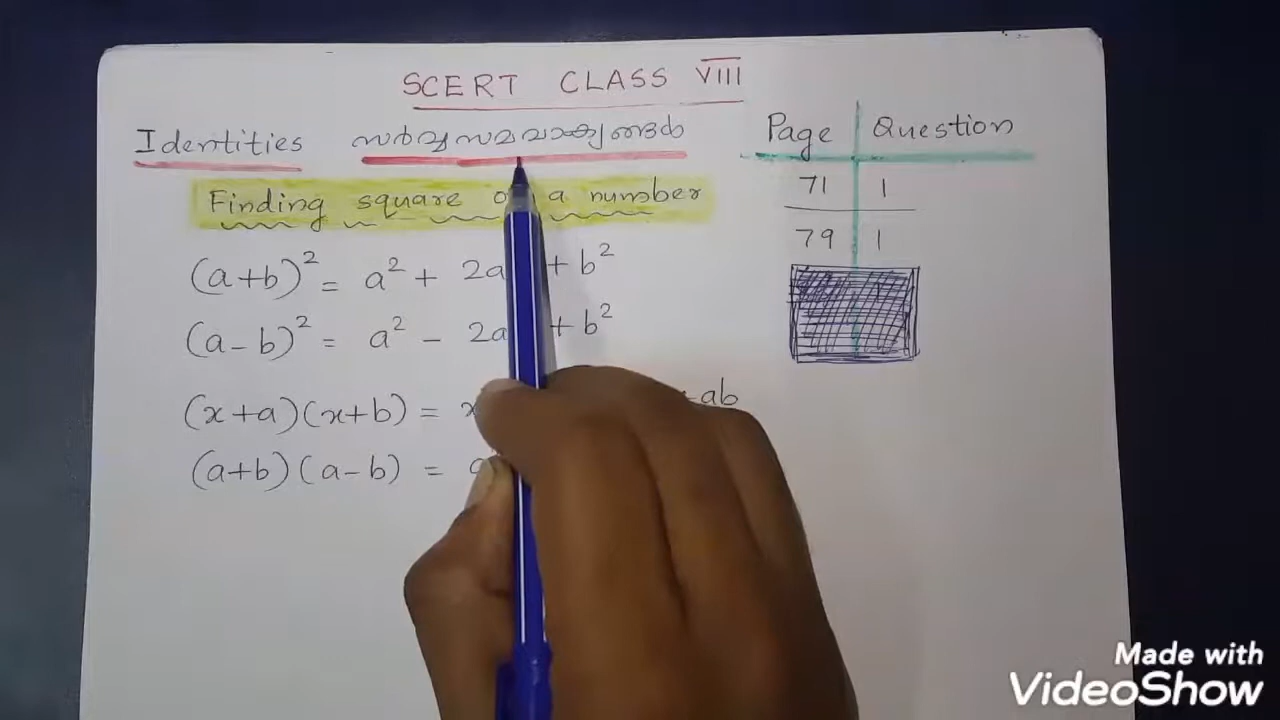 SCERT CLASS VIII
Identities സർവ്വസമവാക്യങ്ങൾ
Finding square a number
(a+b)² = a² + 2a + b²
(a-b)² = a² - 2a + b²
(x+a)(x+b) = x ab
(a+b)(a-b) =
Page Question
71 1
79 1
Made with
VideoShow